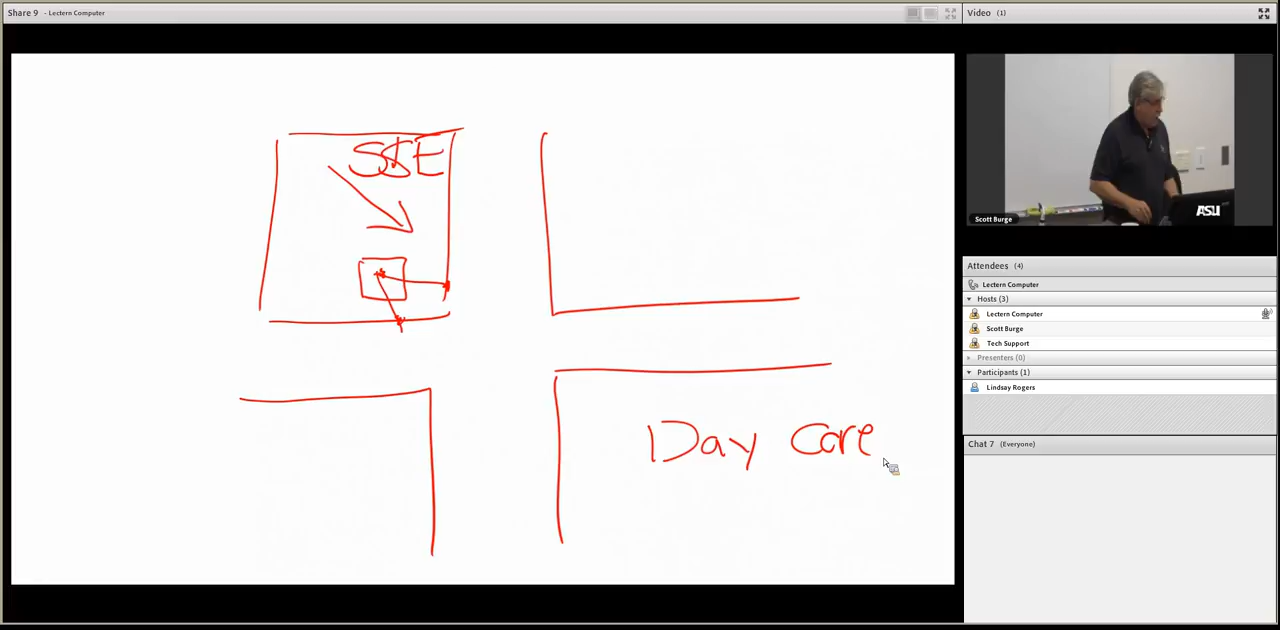 Share 9 - Lectern Computer
Video (1)
Day Care
ASU
Scott Burge
Attendees (4)
Lectern Computer
Hosts (3)
Lectern Computer
Scott Burge
Tech Support
Presenters (0)
Participants (1)
Lindsay Rogers
Chat 7 (Everyone)